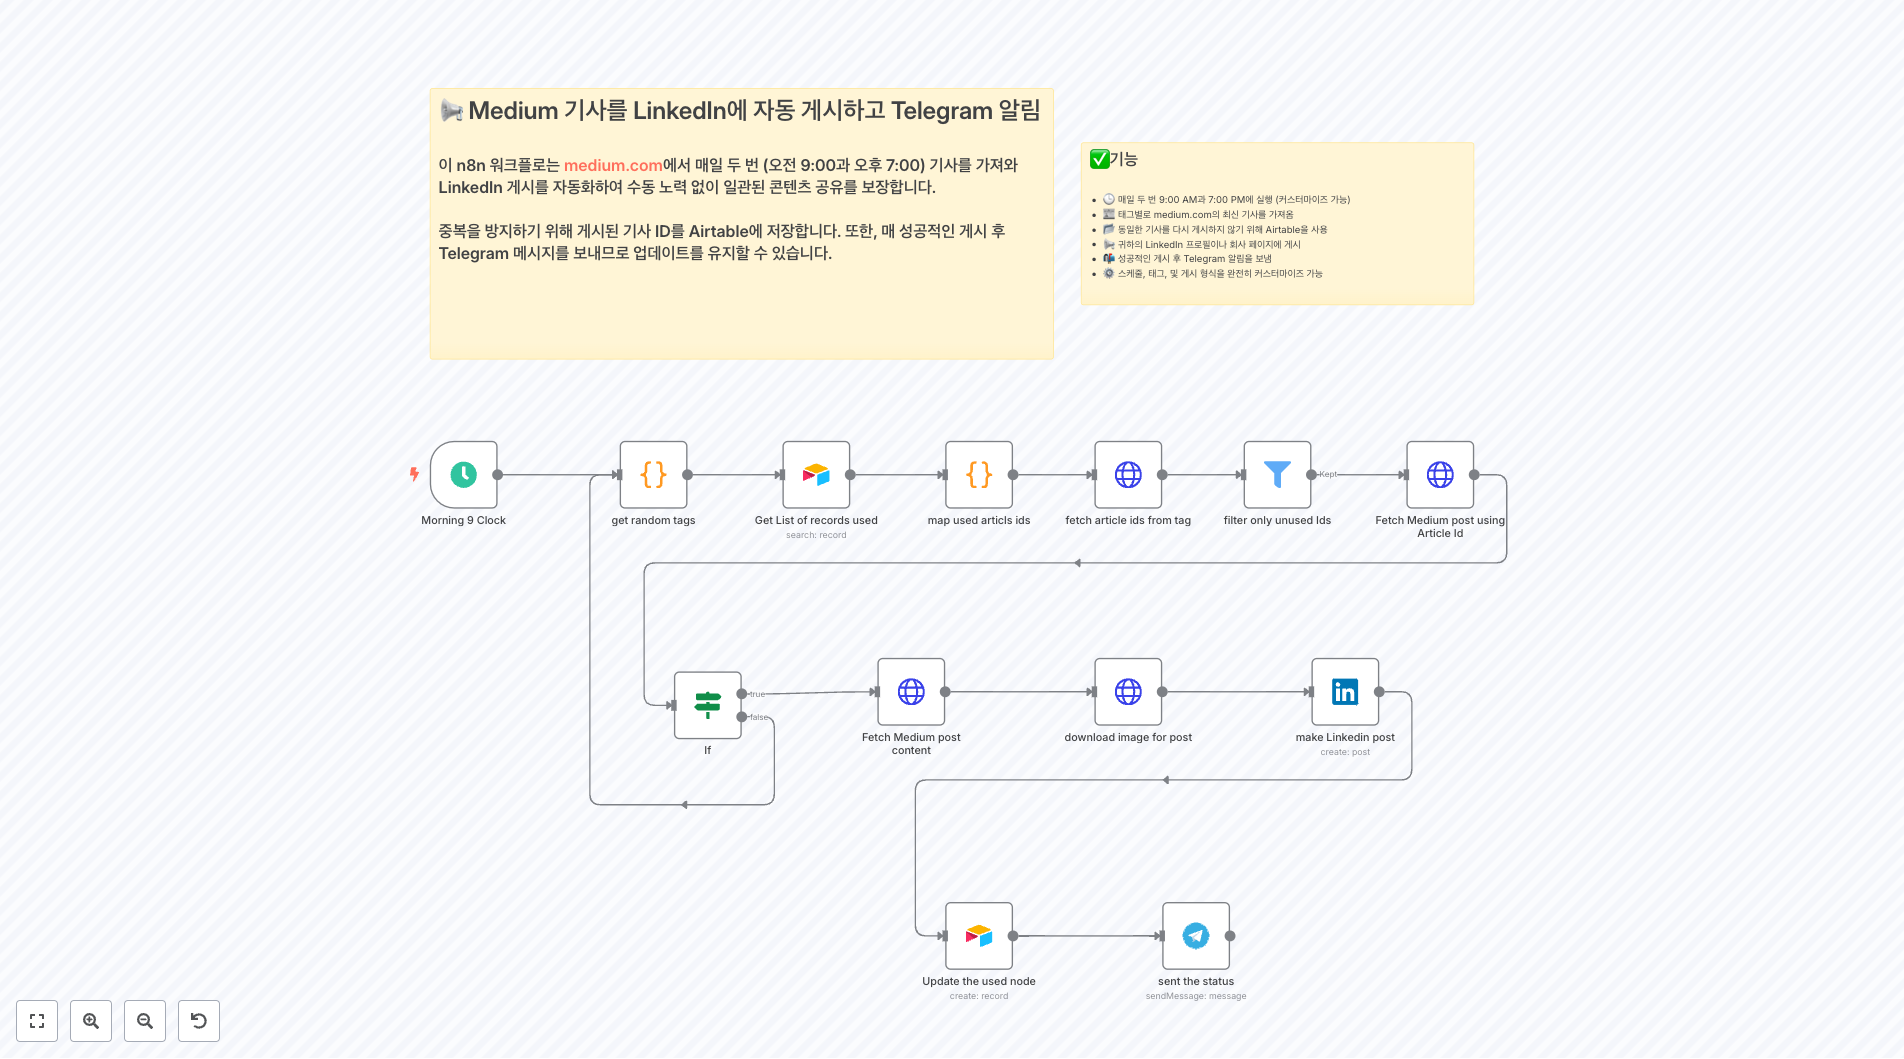 Medium 기사를 LinkedIn에 자동 게시하고 Telegram 알림
이 n8n 워크플로는 medium.com에서 매일 두 번 (오전 9:00과 오후 7:00) 기사를 가져와
LinkedIn 게시를 자동화하여 수동 노력 없이 일관된 콘텐츠 공유를 보장합니다.
중복을 방지하기 위해 게시된 기사 ID를 Airtable에 저장합니다. 또한, 매 성공적인 게시 후
Telegram 메시지를 보내므로 업데이트를 유지할 수 있습니다.
✅기능
매일 두 번 9:00 AM과 7:00 PM에 실행 (커스터마이즈 가능)
태그별로 medium.com의 최신 기사를 가져옴
동일한 기사를 다시 게시하지 않기 위해 Airtable을 사용
귀하의 LinkedIn 프로필이나 회사 페이지에 게시
성공적인 게시 후 Telegram 알림을 보냄
스케줄, 태그, 및 게시 형식을 완전히 커스터마이즈 가능
Morning 9 Clock
get random tags
Get List of records used
search: record
map used articls ids
fetch article ids from tag
filter only unused Ids
Kept
Fetch Medium post using
Article Id
If
true
false
Fetch Medium post
content
download image for post
make Linkedin post
create: post
Update the used node
create: record
sent the status
sendMessage: message